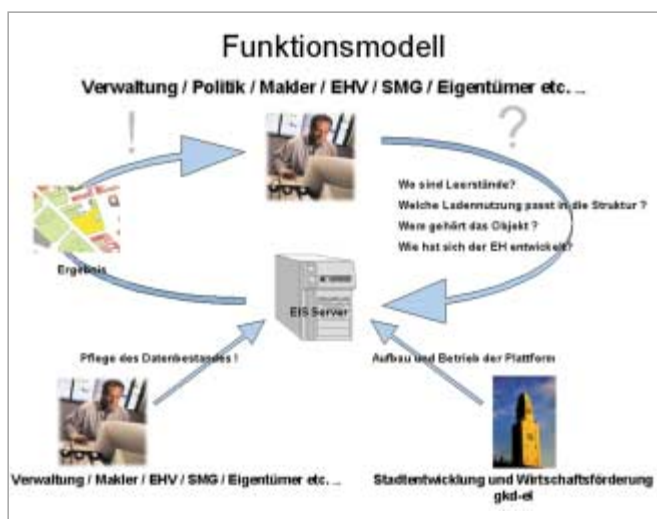 Funktionsmodell
Verwaltung / Politik / Makler / EHV / SMG / Eigentümer etc. ...
!
?
Wo sind Leerstände?
Welche Ladennutzung passt in die Struktur ?
Wem gehört das Objekt ?
Wie hat sich der EH entwickelt?
Ergebnis
EIS Server
Pflege des Datenbestandes !
Aufbau und Betrieb der Plattform
Verwaltung / Makler / EHV / SMG / Eigentümer etc. ...
Stadtentwicklung und Wirtschaftsförderung
gkd-el